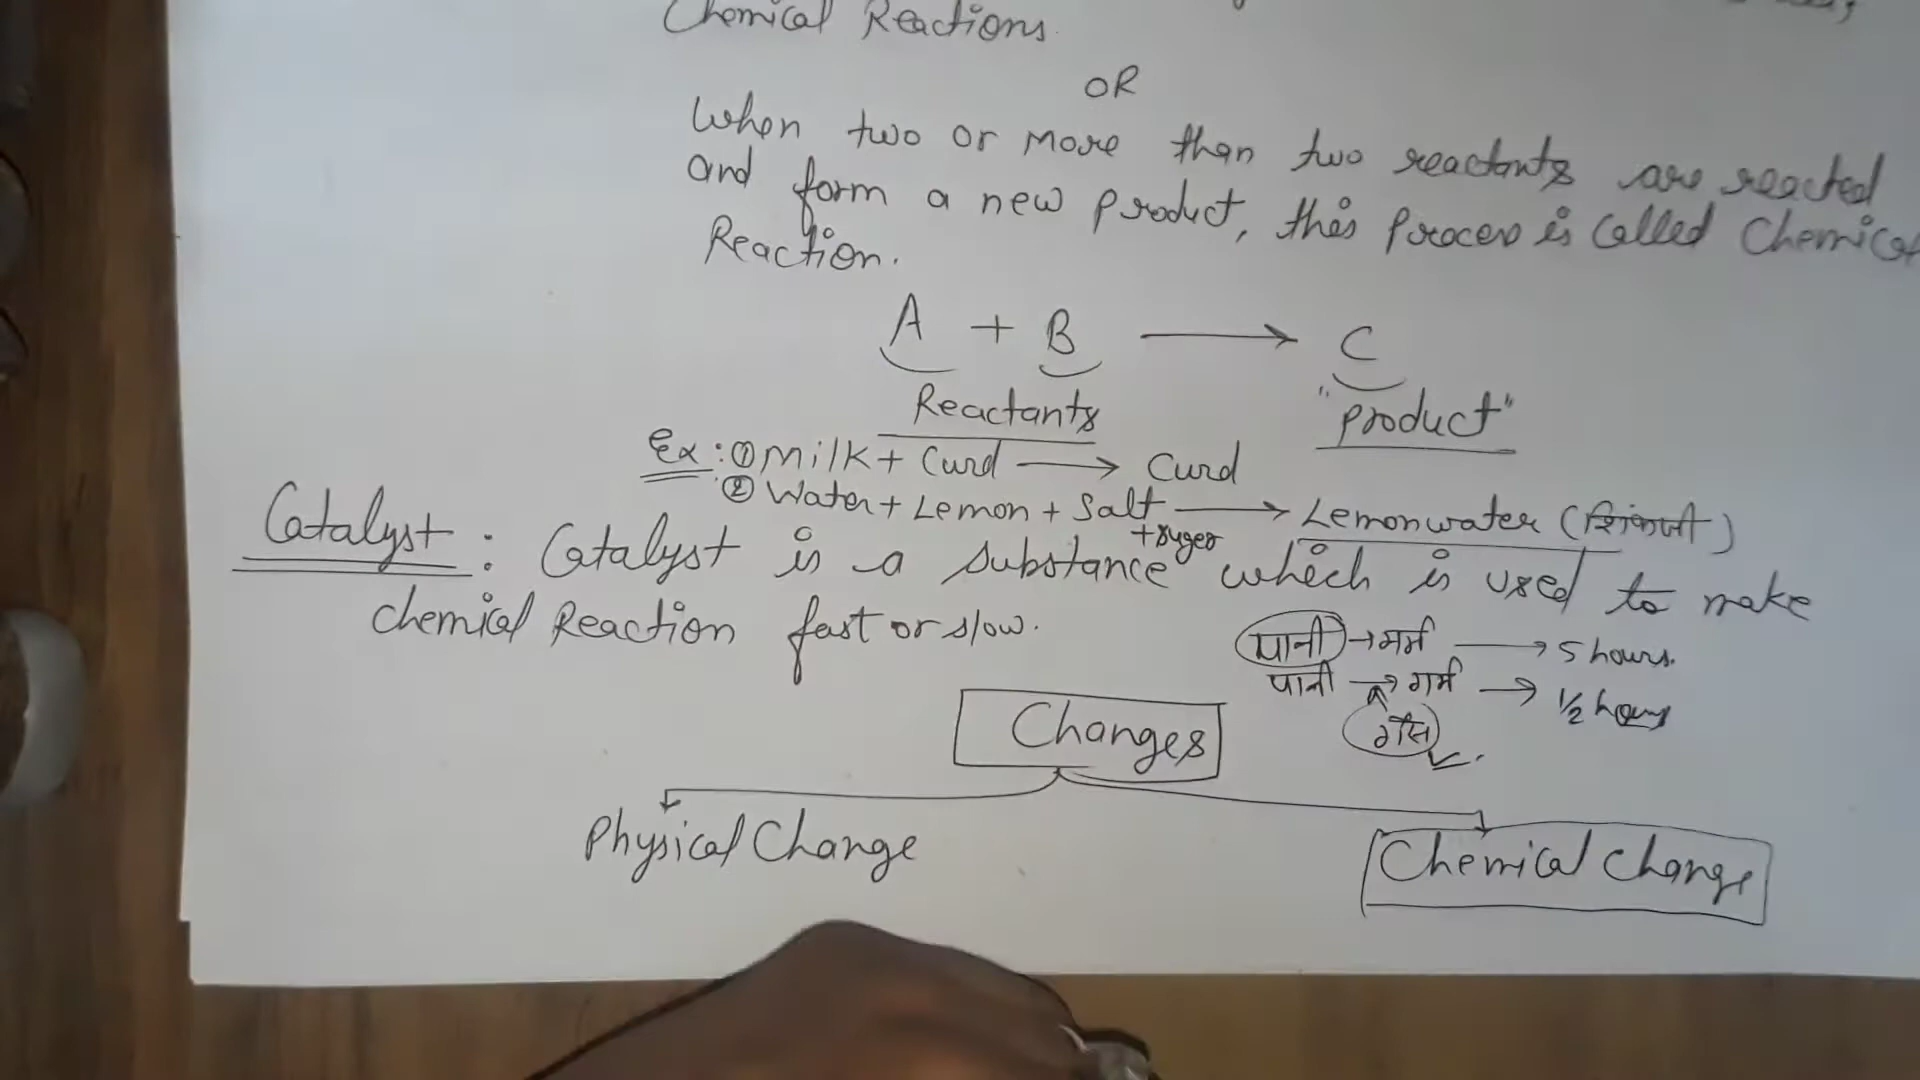 Chemical Reactions
OR
When two or more than two reactants are reacted
and form a new product, this process is called Chemical
Reaction.
A + B → C
Reactants "product"
Ex: ① Milk + Curd → Curd
② Water + Lemon + Salt → Lemonwater
+ suger
Catalyst : Catalyst is a substance which is used to make
chemical Reaction fast or slow.
पानी → गर्म → 5 hours.
पानी → गर्म → 1/2 hours
गैस
Changes
Physical Change Chemical Change